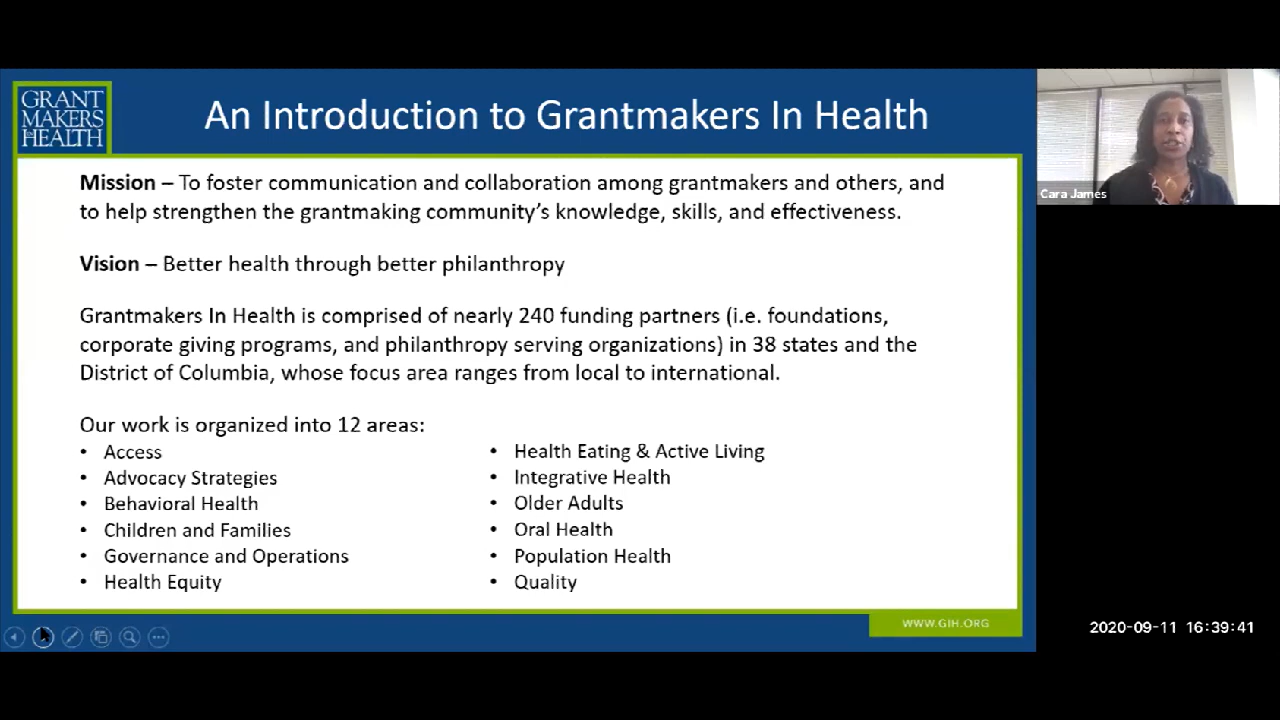 GRANT
MAKERS
IN
HEALTH
An Introduction to Grantmakers In Health
Mission – To foster communication and collaboration among grantmakers and others, and
to help strengthen the grantmaking community's knowledge, skills, and effectiveness.
Vision – Better health through better philanthropy
Grantmakers In Health is comprised of nearly 240 funding partners (i.e. foundations,
corporate giving programs, and philanthropy serving organizations) in 38 states and the
District of Columbia, whose focus area ranges from local to international.
Our work is organized into 12 areas:
• Access
• Advocacy Strategies
• Behavioral Health
• Children and Families
• Governance and Operations
• Health Equity
• Health Eating & Active Living
• Integrative Health
• Older Adults
• Oral Health
• Population Health
• Quality
WWW.GIH.ORG
Cara James
2020-09-11 16:39:41